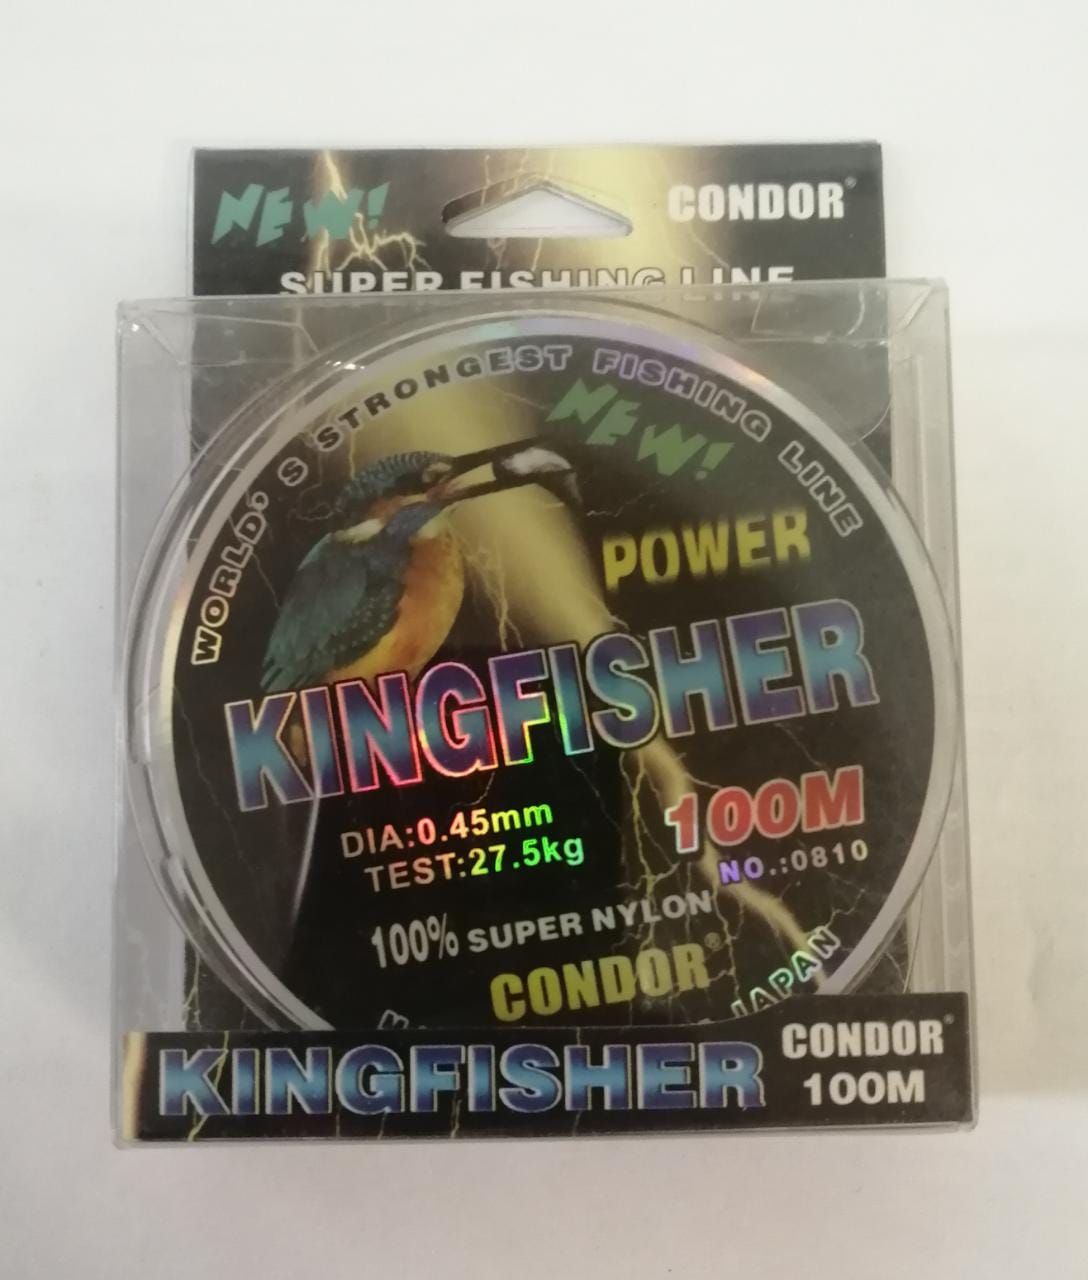 NEW!
CONDOR®
SUPER FISHING LINE
WORLD'S STRONGEST FISHING LINE
NEW!
POWER
KINGFISHER
DIA:0.45mm
100M
TEST:27.5kg
NO.:0810
100% SUPER NYLON
CONDOR®
JAPAN
KINGFISHER
CONDOR®
100M